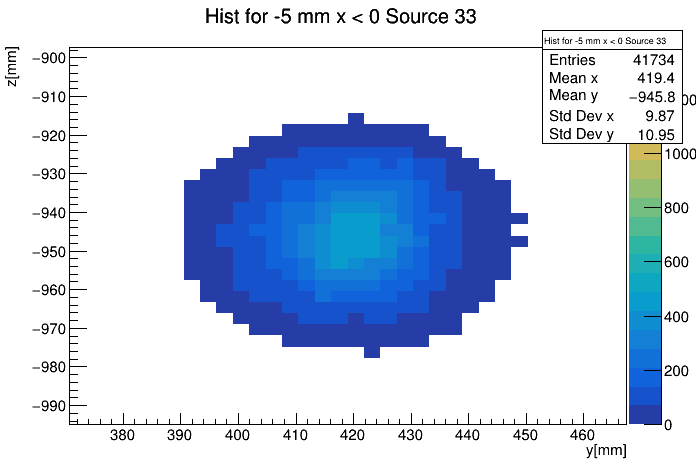 Hist for -5 mm x < 0 Source 33
z[mm]
Hist for -5 mm x < 0 Source 33
Entries 41734
Mean x 419.4
Mean y −945.8
Std Dev x 9.87
Std Dev y 10.95
−900
−910
−920
−930
−940
−950
−960
−970
−980
−990
00
1000
800
600
400
200
0
380 390 400 410 420 430 440 450 460
y[mm]